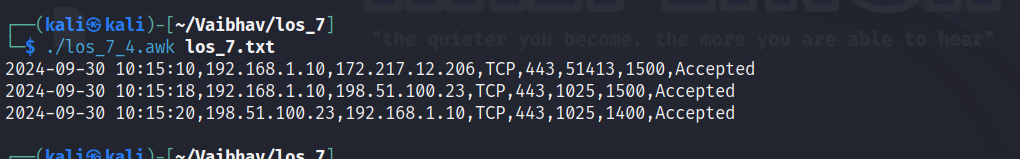 ┌──(kali㉿kali)-[~/Vaibhav/los_7]
└─$ ./los_7_4.awk los_7.txt
"the quieter you become, the more you are able to hear"
2024-09-30 10:15:10,192.168.1.10,172.217.12.206,TCP,443,51413,1500,Accepted
2024-09-30 10:15:18,192.168.1.10,198.51.100.23,TCP,443,1025,1500,Accepted
2024-09-30 10:15:20,198.51.100.23,192.168.1.10,TCP,443,1025,1400,Accepted
┌──(kali㉿kali)-[~/Vaibhav/los_7]